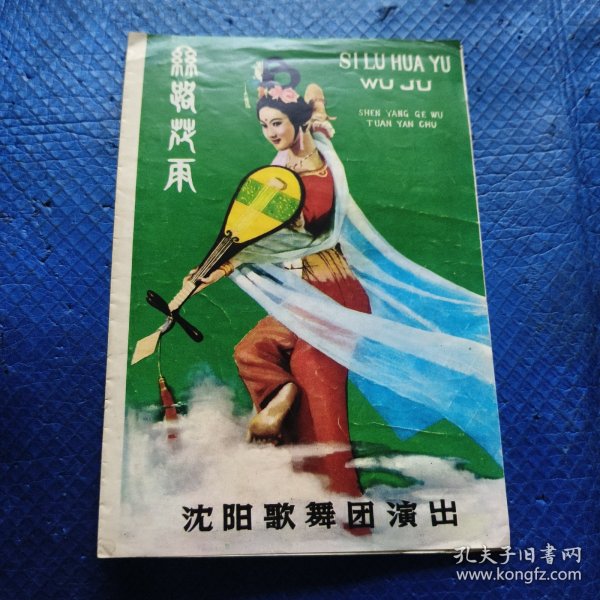 絲路花雨
SI LU HUA YU
WU JU
SHEN YANG GE WU
TUAN YAN CHU
沈阳歌舞团演出
孔夫子旧书网
www.kongfz.com